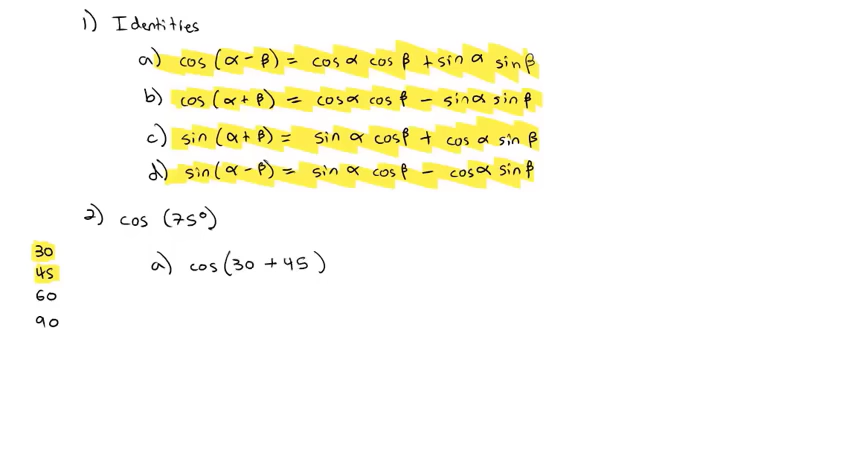 1) Identities
a) cos (α - β) = cos α cos β + sin α sin β
b) cos (α + β) = cos α cos β - sin α sin β
c) sin (α + β) = sin α cos β + cos α sin β
d) sin (α - β) = sin α cos β - cos α sin β
2) cos (75°)
30
a) cos (30 + 45)
45
60
90